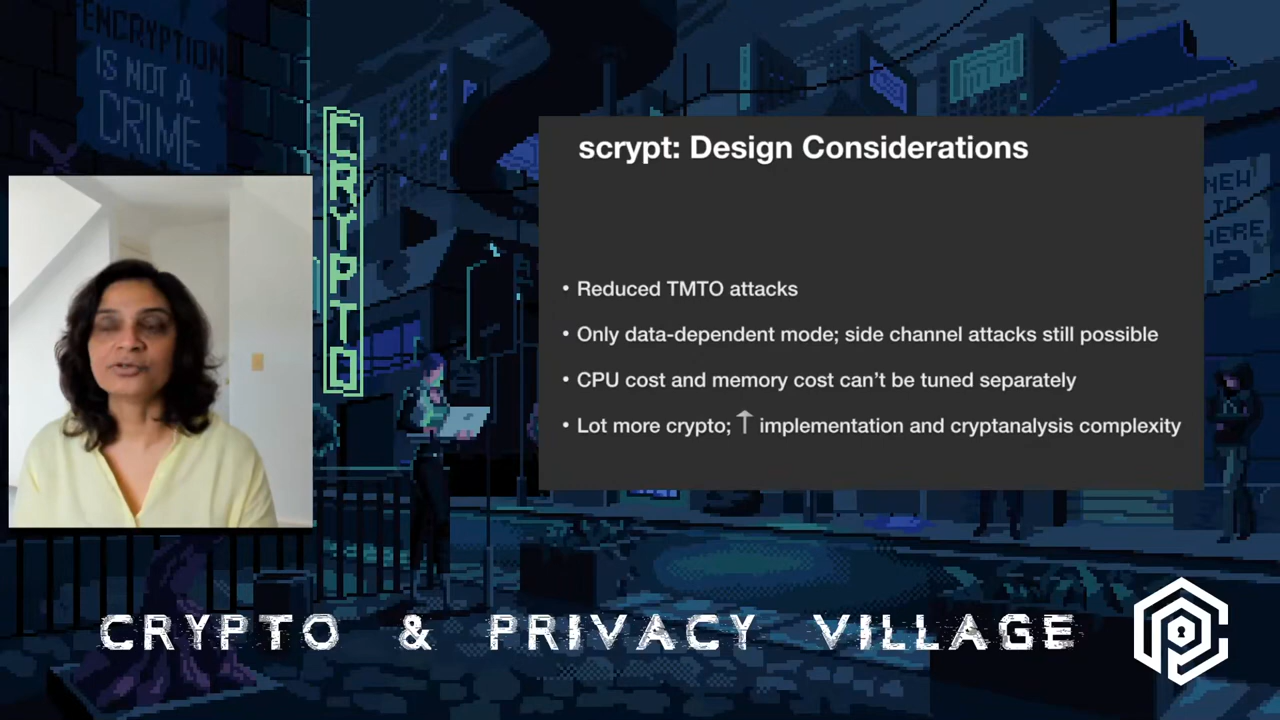 ENCRYPTION
IS NOT A
CRIME
CRYPTO
scrypt: Design Considerations
• Reduced TMTO attacks
• Only data-dependent mode; side channel attacks still possible
• CPU cost and memory cost can’t be tuned separately
• Lot more crypto; ↑ implementation and cryptanalysis complexity
NEW
TO
HERE
CRYPTO & PRIVACY VILLAGE